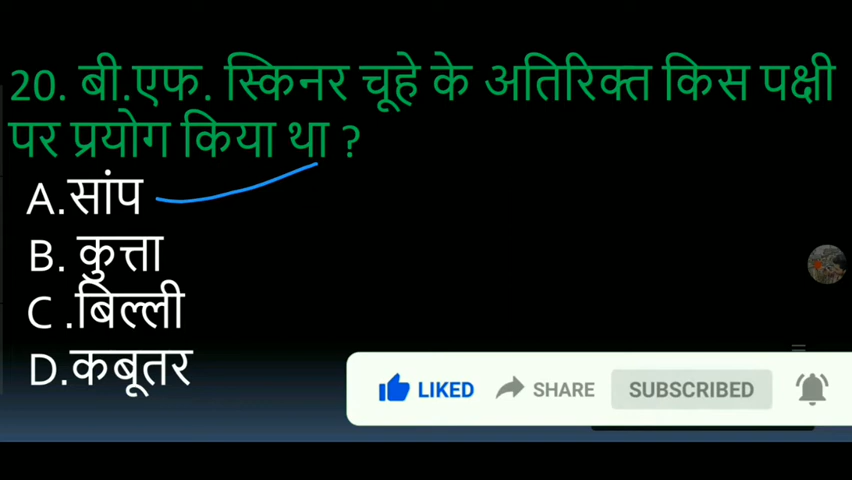 20. बी.एफ. स्किनर चूहे के अतिरिक्त किस पक्षी
पर प्रयोग किया था ?
A.सांप
B. कुत्ता
C .बिल्ली
D.कबूतर
LIKED SHARE SUBSCRIBED